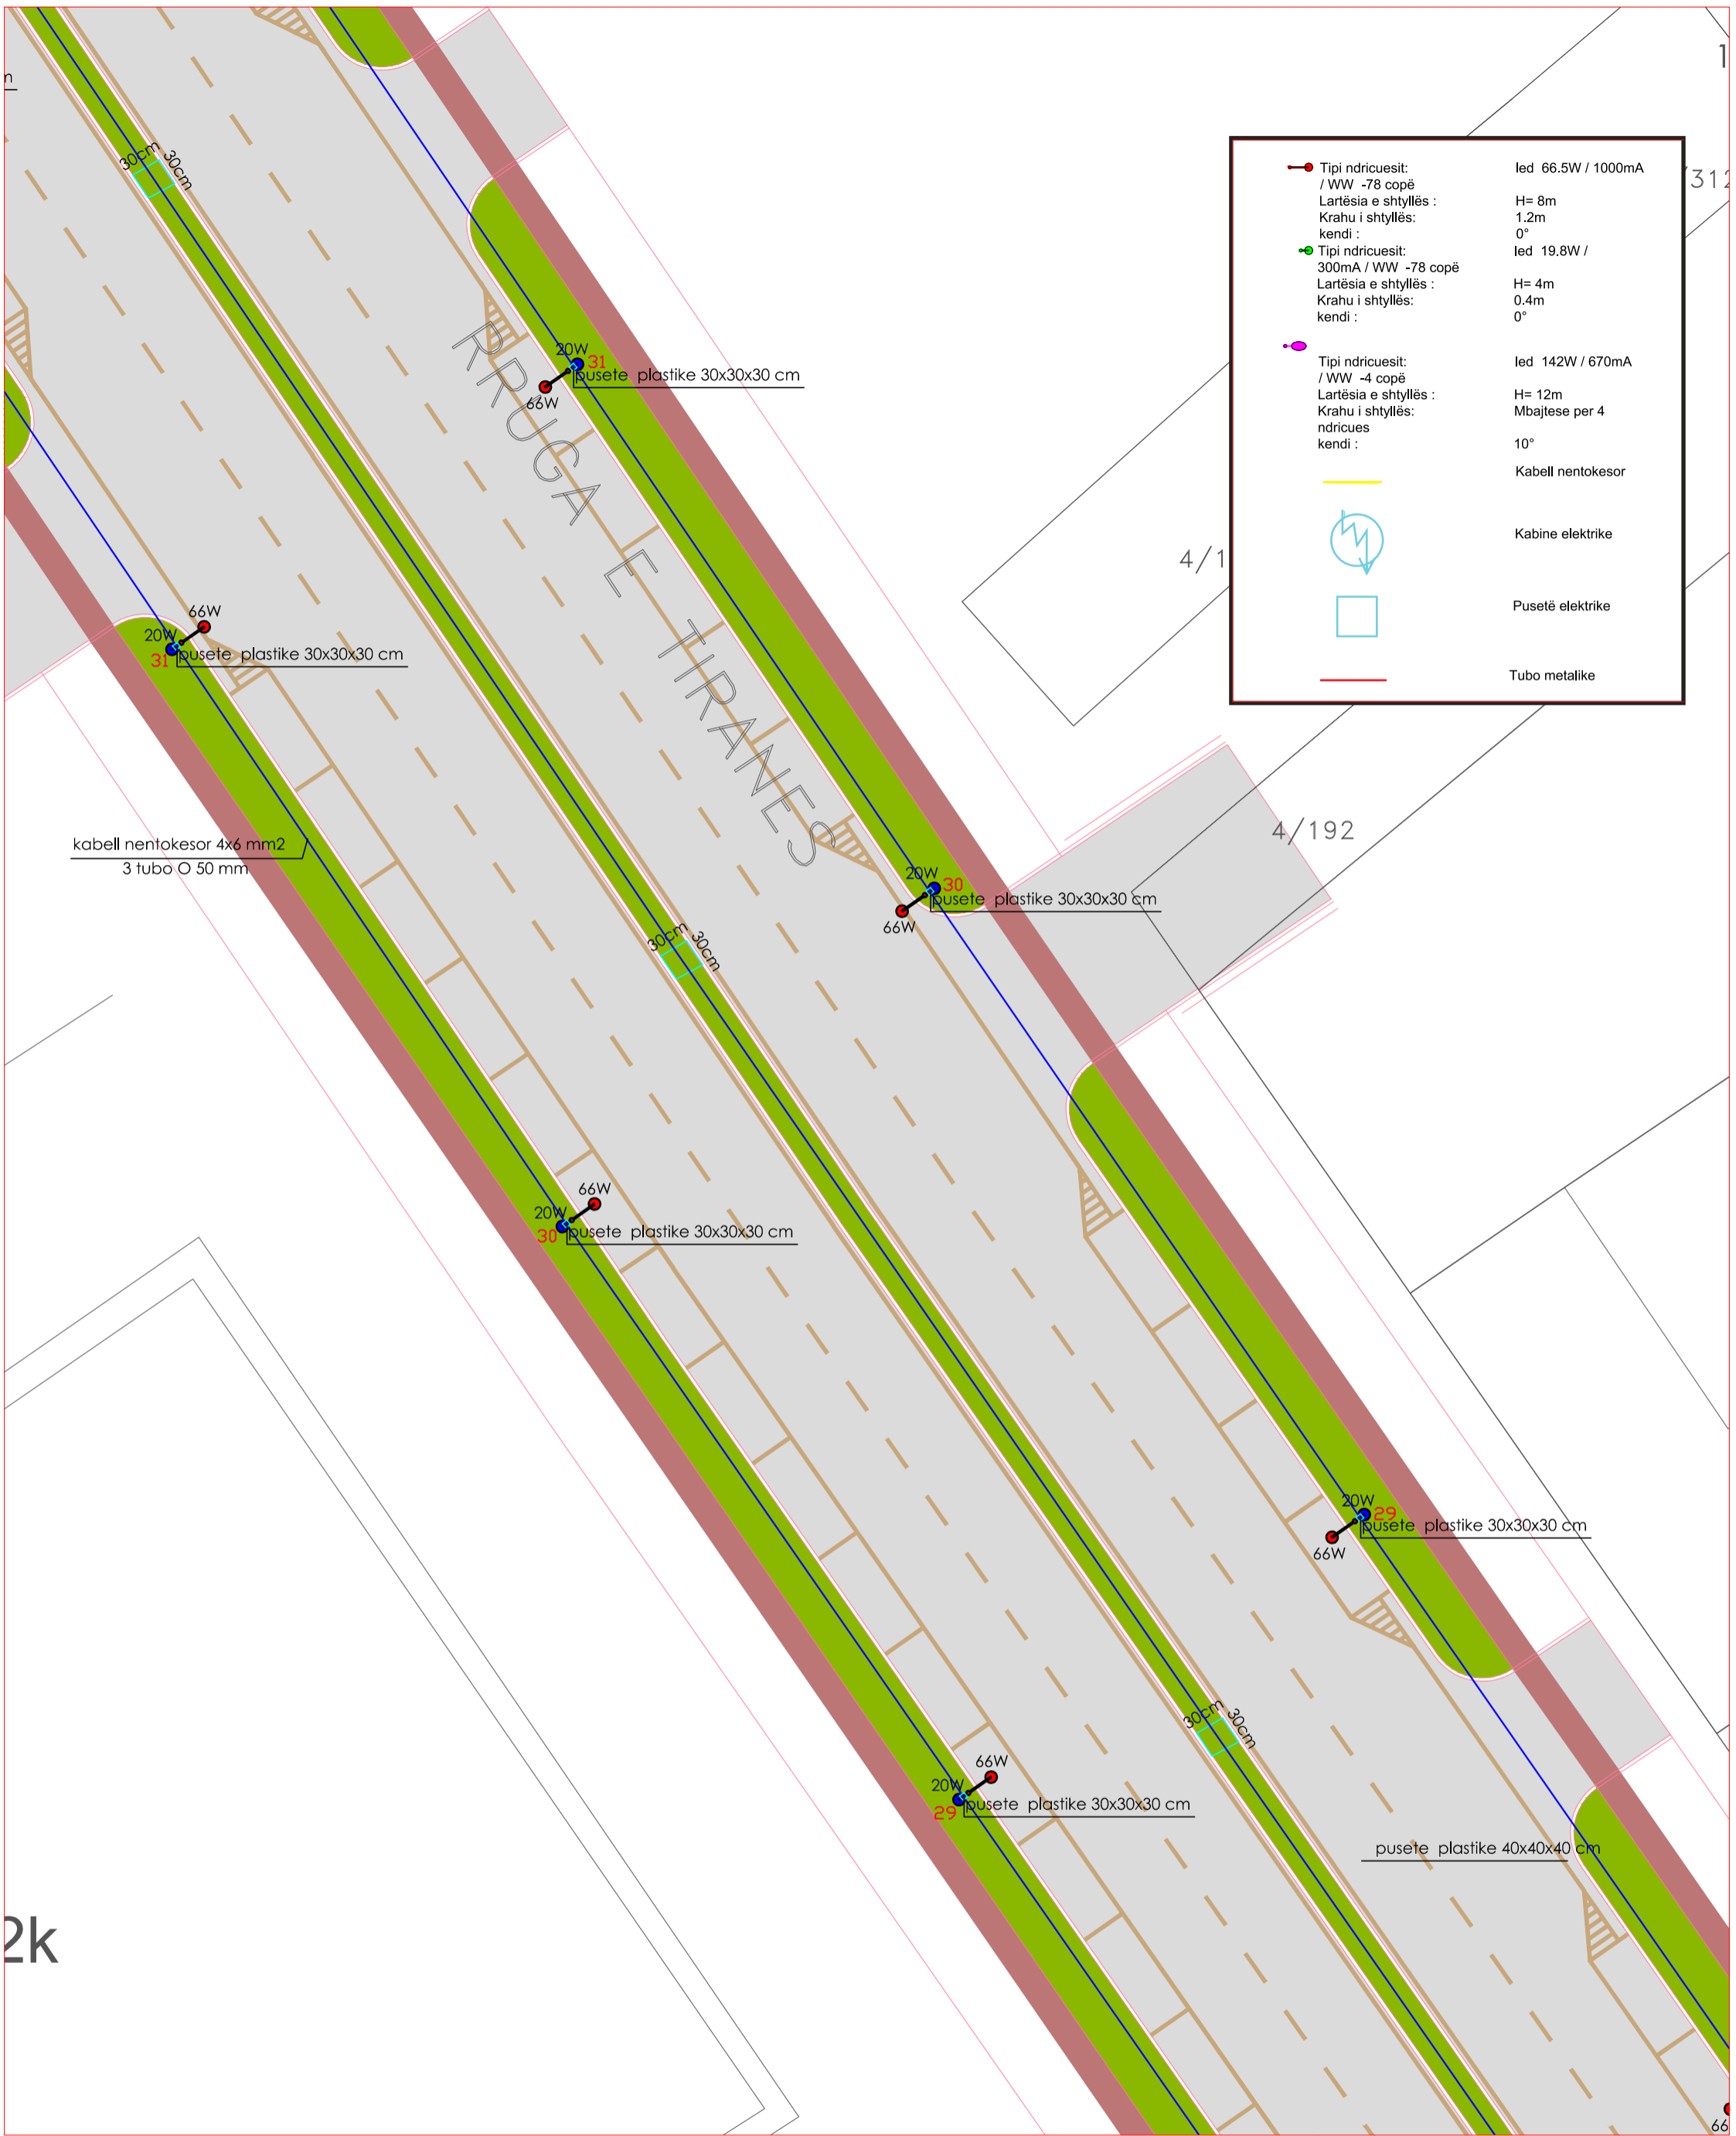 30cm 30cm
20W
31
pusete plastike 30x30x30 cm
66W
RRUGA E TIRANES
66W
20W
31
pusete plastike 30x30x30 cm
kabell nentokesor 4x6 mm2
3 tubo O 50 mm
20W
30
pusete plastike 30x30x30 cm
66W
30cm 30cm
66W
20W
30
pusete plastike 30x30x30 cm
20W
29
pusete plastike 30x30x30 cm
66W
30cm 30cm
66W
20W
29
pusete plastike 30x30x30 cm
pusete plastike 40x40x40 cm
2k
66
4/1
4/192
/312
1
Tipi ndricuesit: led 66.5W / 1000mA
/ WW -78 copë
Lartësia e shtyllës : H= 8m
Krahu i shtyllës: 1.2m
kendi : 0°
Tipi ndricuesit: led 19.8W /
300mA / WW -78 copë
Lartësia e shtyllës : H= 4m
Krahu i shtyllës: 0.4m
kendi : 0°
Tipi ndricuesit: led 142W / 670mA
/ WW -4 copë
Lartësia e shtyllës : H= 12m
Krahu i shtyllës: Mbajtese per 4
ndricues
kendi : 10°
Kabell nentokesor
Kabine elektrike
Pusetë elektrike
Tubo metalike